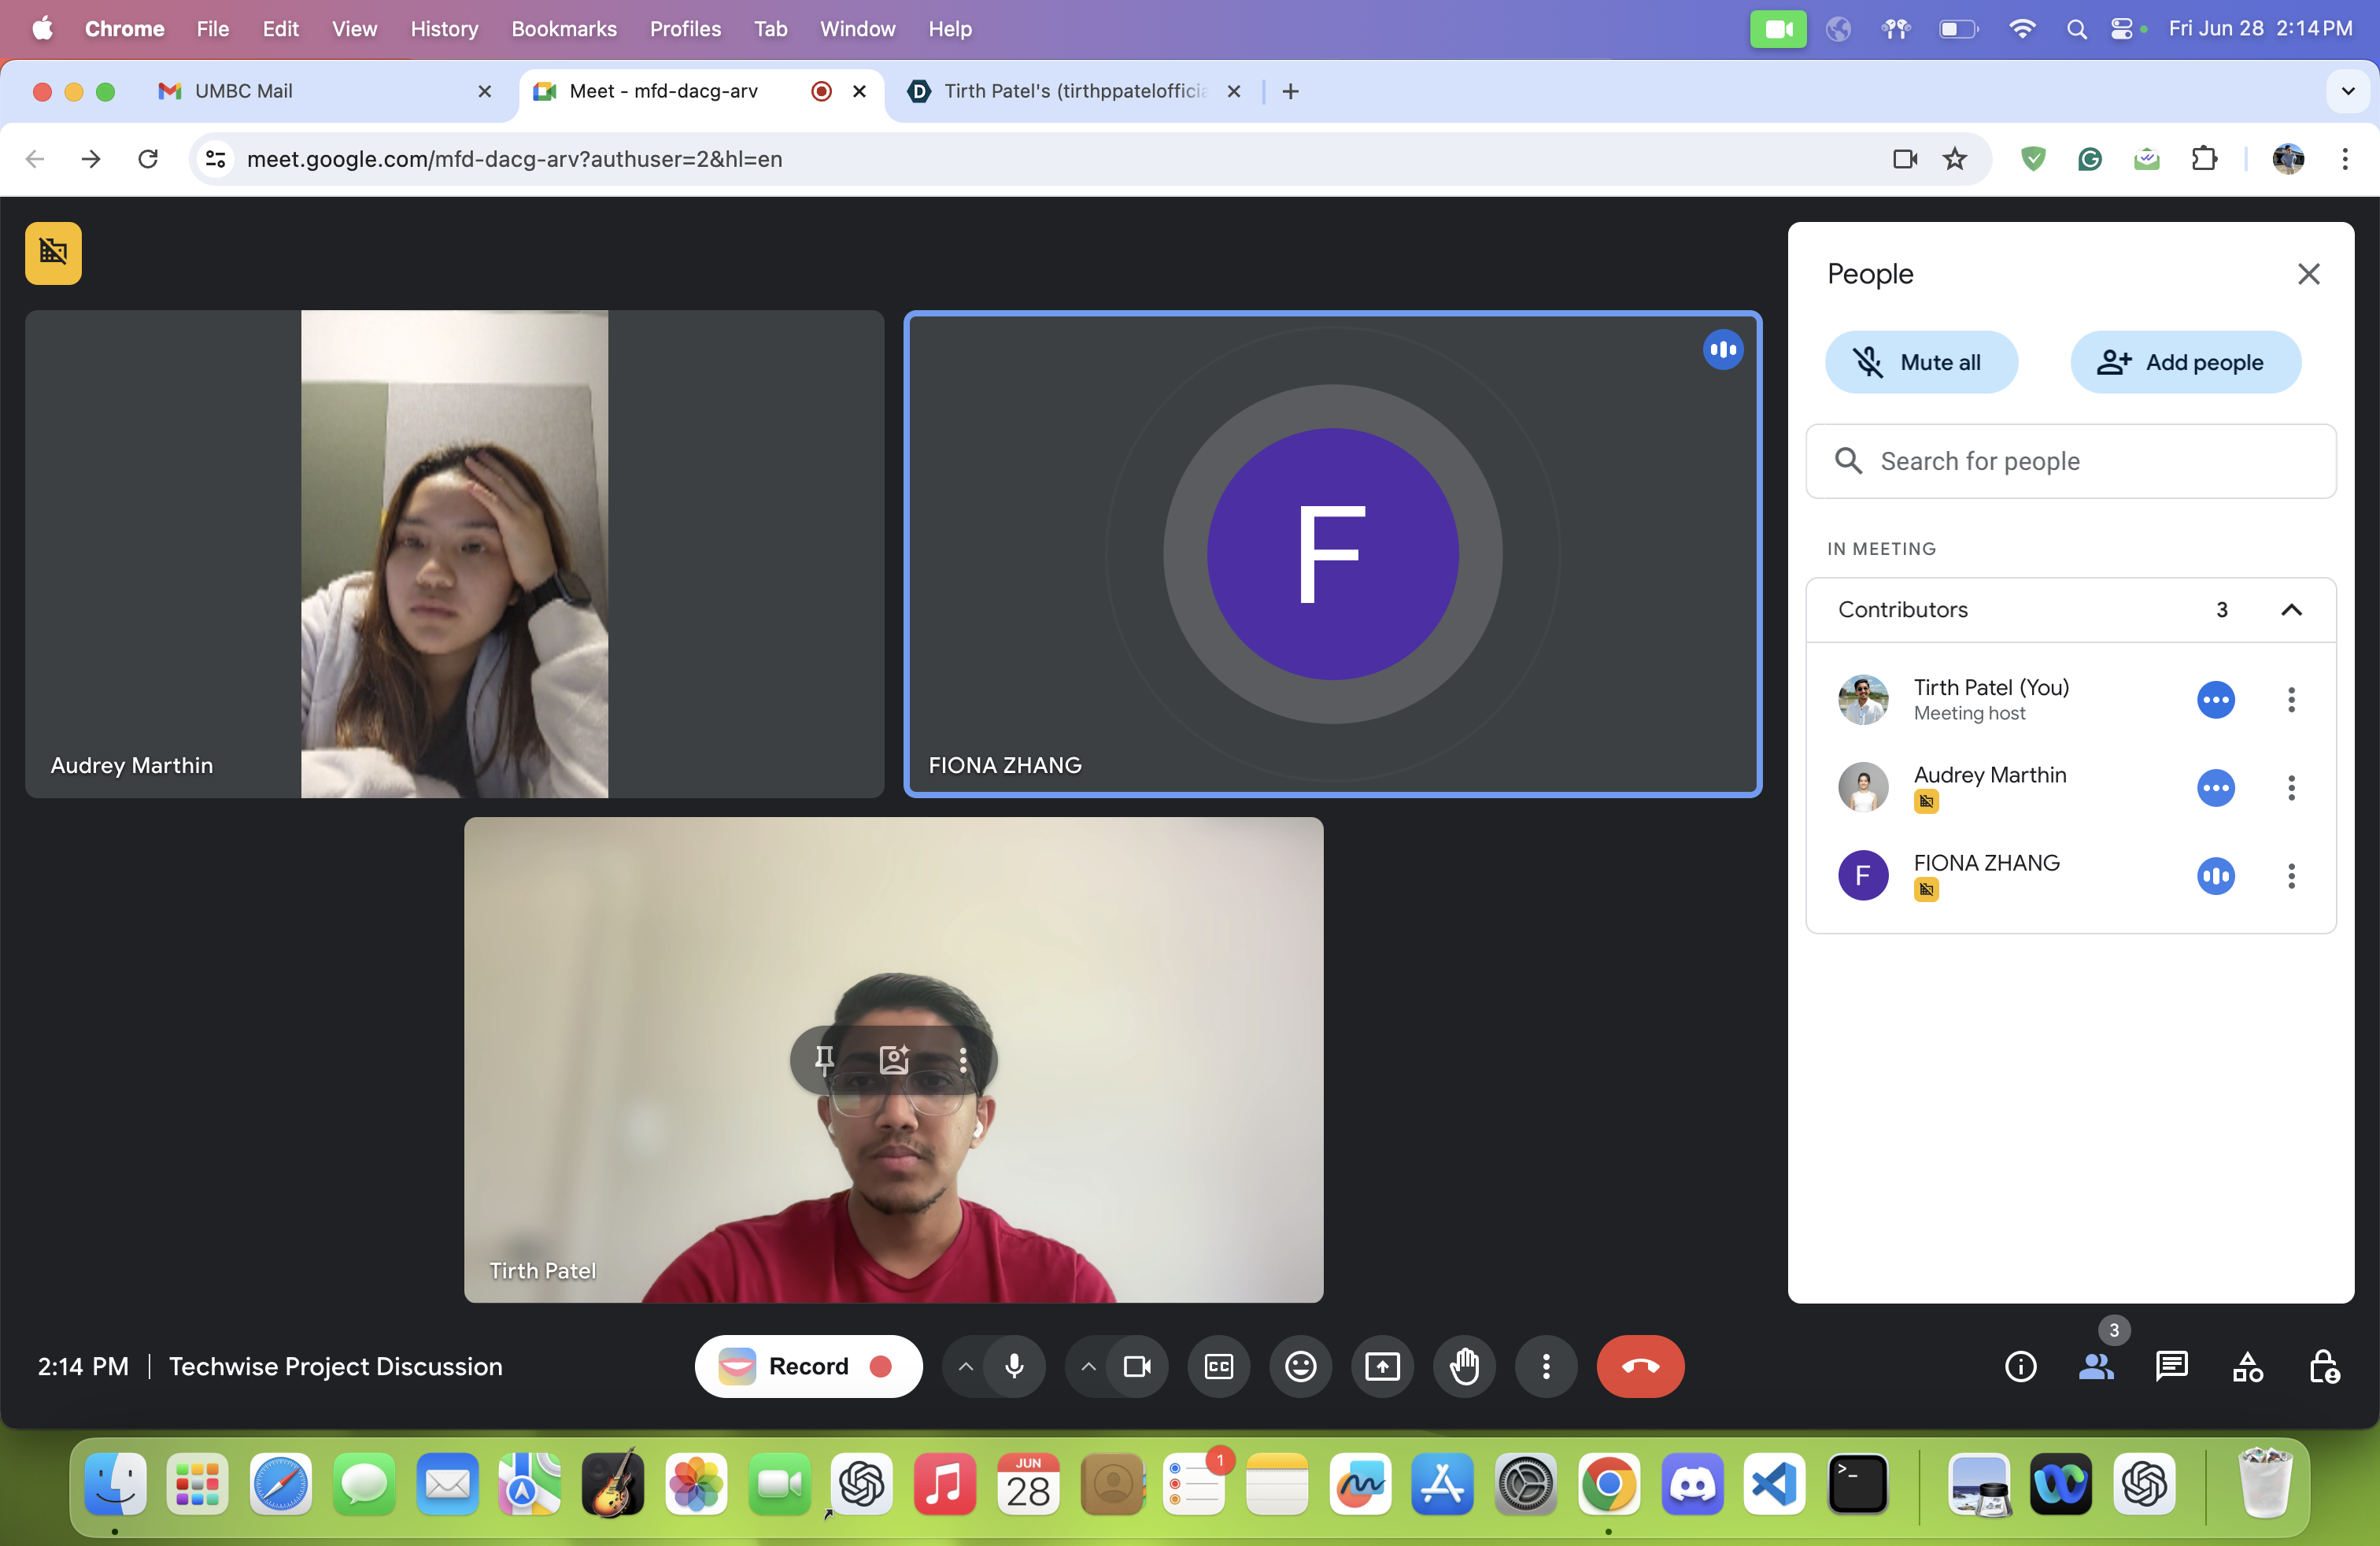 Chrome File Edit View History Bookmarks Profiles Tab Window Help Fri Jun 28 2:14 PM
UMBC Mail Meet - mfd-dacg-arv Tirth Patel's (tirthppatelofficia
meet.google.com/mfd-dacg-arv?authuser=2&hl=en
People
Mute all Add people
Search for people
IN MEETING
Contributors 3
Tirth Patel (You)
Meeting host
Audrey Marthin
F FIONA ZHANG
F
Audrey Marthin
FIONA ZHANG
Tirth Patel
2:14 PM | Techwise Project Discussion
Record
CC
3
JUN
28
1
>_